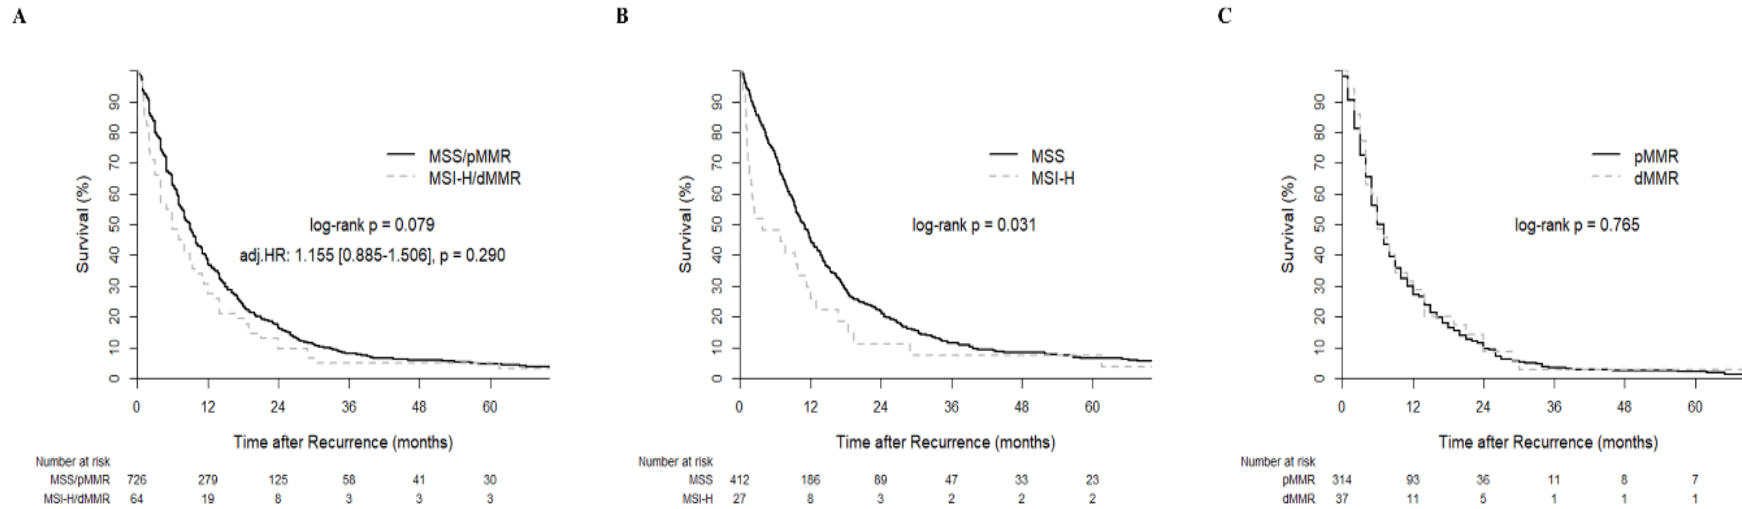 A
Survival (%)
90
80
70
60
50
40
30
20
10
0
MSS/pMMR
MSI-H/dMMR
log-rank p = 0.079
adj.HR: 1.155 [0.885-1.506], p = 0.290
0 12 24 36 48 60
Time after Recurrence (months)
Number at risk
MSS/pMMR 726 279 125 58 41 30
MSI-H/dMMR 64 19 8 3 3 3
B
Survival (%)
90
80
70
60
50
40
30
20
10
0
MSS
MSI-H
log-rank p = 0.031
0 12 24 36 48 60
Time after Recurrence (months)
Number at risk
MSS 412 186 89 47 33 23
MSI-H 27 8 3 2 2 2
C
Survival (%)
90
80
70
60
50
40
30
20
10
0
pMMR
dMMR
log-rank p = 0.765
0 12 24 36 48 60
Time after Recurrence (months)
Number at risk
pMMR 314 93 36 11 8 7
dMMR 37 11 5 1 1 1